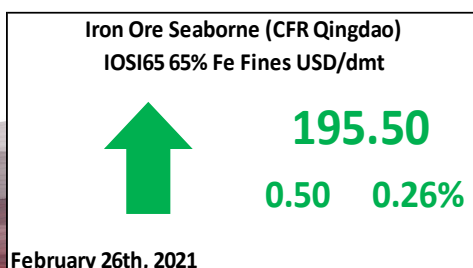 Iron Ore Seaborne (CFR Qingdao)
IOSI65 65% Fe Fines USD/dmt
195.50
0.50 0.26%
February 26th, 2021